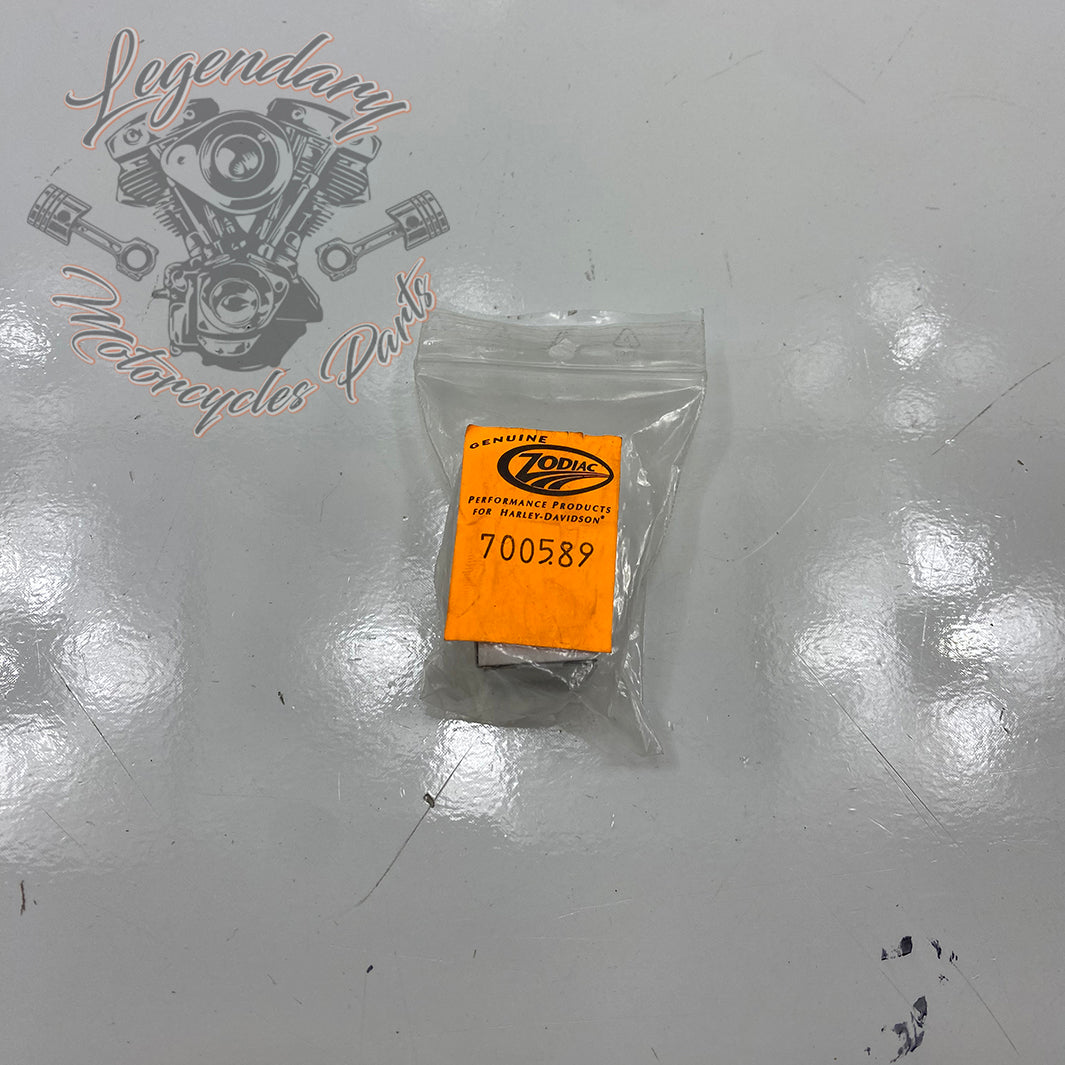 Legendary
Motorcycles Parts
GENUINE
ZODIAC
PERFORMANCE PRODUCTS
FOR HARLEY-DAVIDSON®
700589